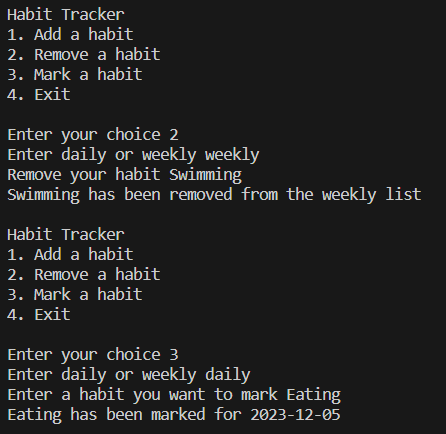 Habit Tracker
1. Add a habit
2. Remove a habit
3. Mark a habit
4. Exit
Enter your choice 2
Enter daily or weekly weekly
Remove your habit Swimming
Swimming has been removed from the weekly list
Habit Tracker
1. Add a habit
2. Remove a habit
3. Mark a habit
4. Exit
Enter your choice 3
Enter daily or weekly daily
Enter a habit you want to mark Eating
Eating has been marked for 2023-12-05